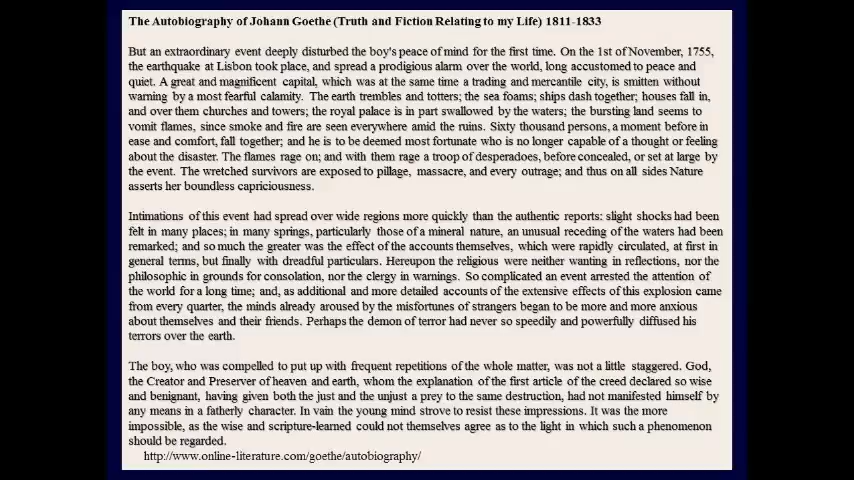 The Autobiography of Johann Goethe (Truth and Fiction Relating to my Life) 1811-1833
But an extraordinary event deeply disturbed the boy's peace of mind for the first time. On the 1st of November, 1755,
the earthquake at Lisbon took place, and spread a prodigious alarm over the world, long accustomed to peace and
quiet. A great and magnificent capital, which was at the same time a trading and mercantile city, is smitten without
warning by a most fearful calamity. The earth trembles and totters; the sea foams; ships dash together; houses fall in,
and over them churches and towers; the royal palace is in part swallowed by the waters; the bursting land seems to
vomit flames, since smoke and fire are seen everywhere amid the ruins. Sixty thousand persons, a moment before in
ease and comfort, fall together; and he is to be deemed most fortunate who is no longer capable of a thought or feeling
about the disaster. The flames rage on; and with them rage a troop of desperadoes, before concealed, or set at large by
the event. The wretched survivors are exposed to pillage, massacre, and every outrage; and thus on all sides Nature
asserts her boundless capriciousness.
Intimations of this event had spread over wide regions more quickly than the authentic reports: slight shocks had been
felt in many places; in many springs, particularly those of a mineral nature, an unusual receding of the waters had been
remarked; and so much the greater was the effect of the accounts themselves, which were rapidly circulated, at first in
general terms, but finally with dreadful particulars. Hereupon the religious were neither wanting in reflections, nor the
philosophic in grounds for consolation, nor the clergy in warnings. So complicated an event arrested the attention of
the world for a long time; and, as additional and more detailed accounts of the extensive effects of this explosion came
from every quarter, the minds already aroused by the misfortunes of strangers began to be more and more anxious
about themselves and their friends. Perhaps the demon of terror had never so speedily and powerfully diffused his
terrors over the earth.
The boy, who was compelled to put up with frequent repetitions of the whole matter, was not a little staggered. God,
the Creator and Preserver of heaven and earth, whom the explanation of the first article of the creed declared so wise
and benignant, having given both the just and the unjust a prey to the same destruction, had not manifested himself by
any means in a fatherly character. In vain the young mind strove to resist these impressions. It was the more
impossible, as the wise and scripture-learned could not themselves agree as to the light in which such a phenomenon
should be regarded.
http://www.online-literature.com/goethe/autobiography/